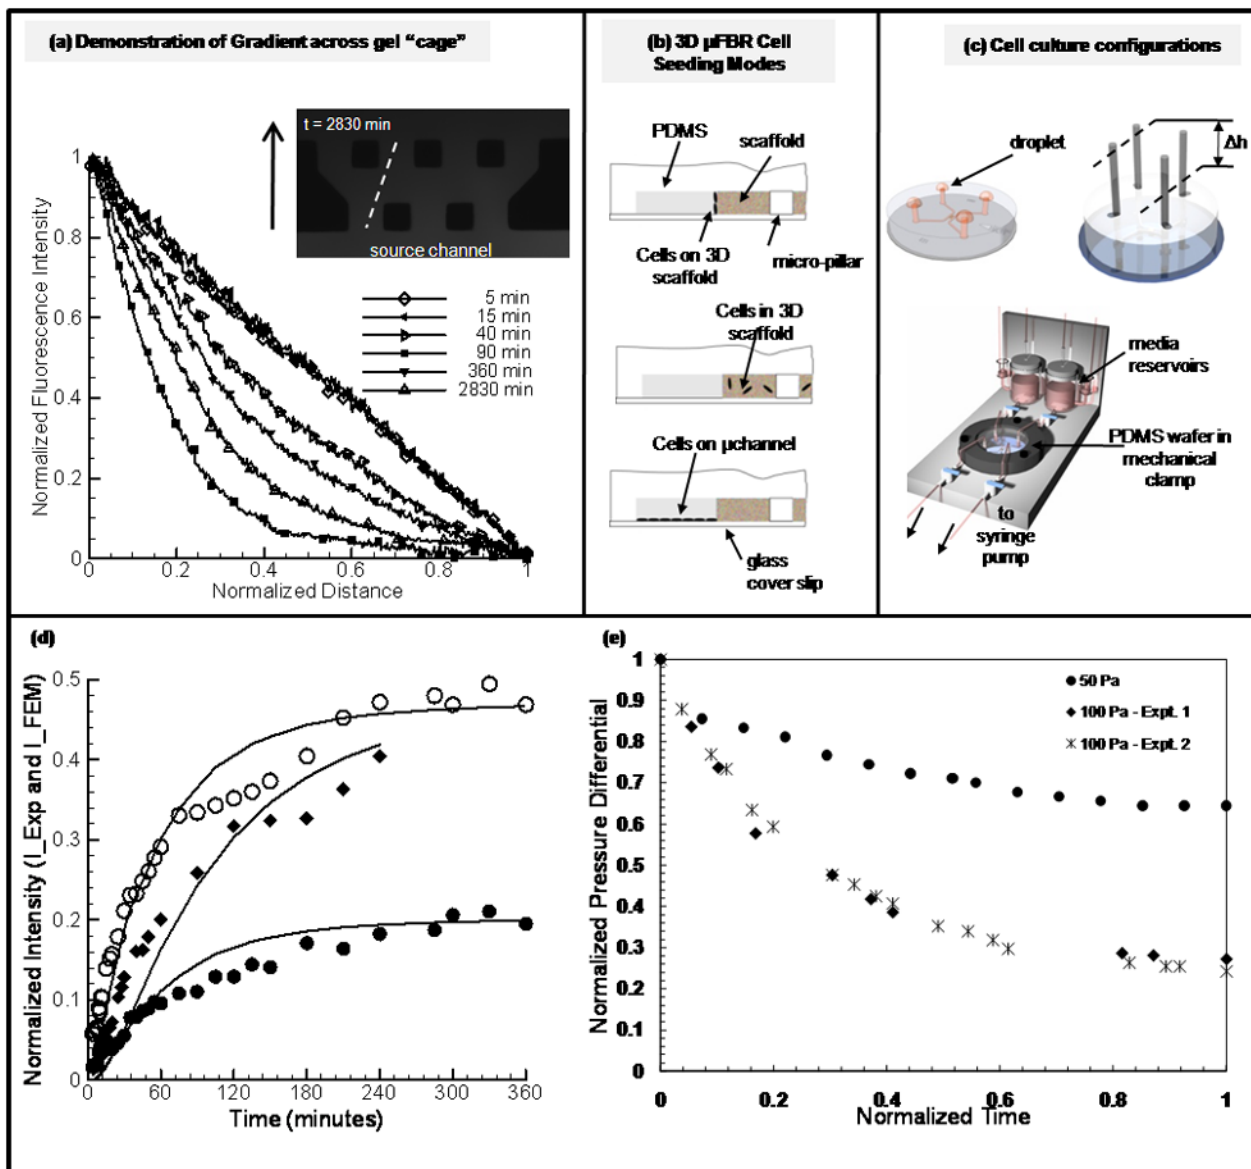 (a) Demonstration of Gradient across gel “cage”
t = 2830 min
source channel
5 min
15 min
40 min
90 min
360 min
2830 min
Normalized Fluorescence Intensity
1
0.8
0.6
0.4
0.2
0
0
0.2
0.4
0.6
0.8
1
Normalized Distance
(b) 3D µFBR Cell
Seeding Modes
PDMS
scaffold
Cells on 3D
scaffold
micro-pillar
Cells in 3D
scaffold
Cells on µchannel
glass
cover slip
(c) Cell culture configurations
droplet
Δh
media
reservoirs
PDMS wafer in
mechanical
clamp
to
syringe
pump
(d)
Normalized Intensity (I_Exp and I_FEM)
0.5
0.4
0.3
0.2
0.1
0
0
60
120
180
240
300
360
Time (minutes)
(e)
Normalized Pressure Differential
1
0.9
0.8
0.7
0.6
0.5
0.4
0.3
0.2
0.1
0
50 Pa
100 Pa - Expt. 1
100 Pa - Expt. 2
0
0.2
0.4
0.6
0.8
1
Normalized Time